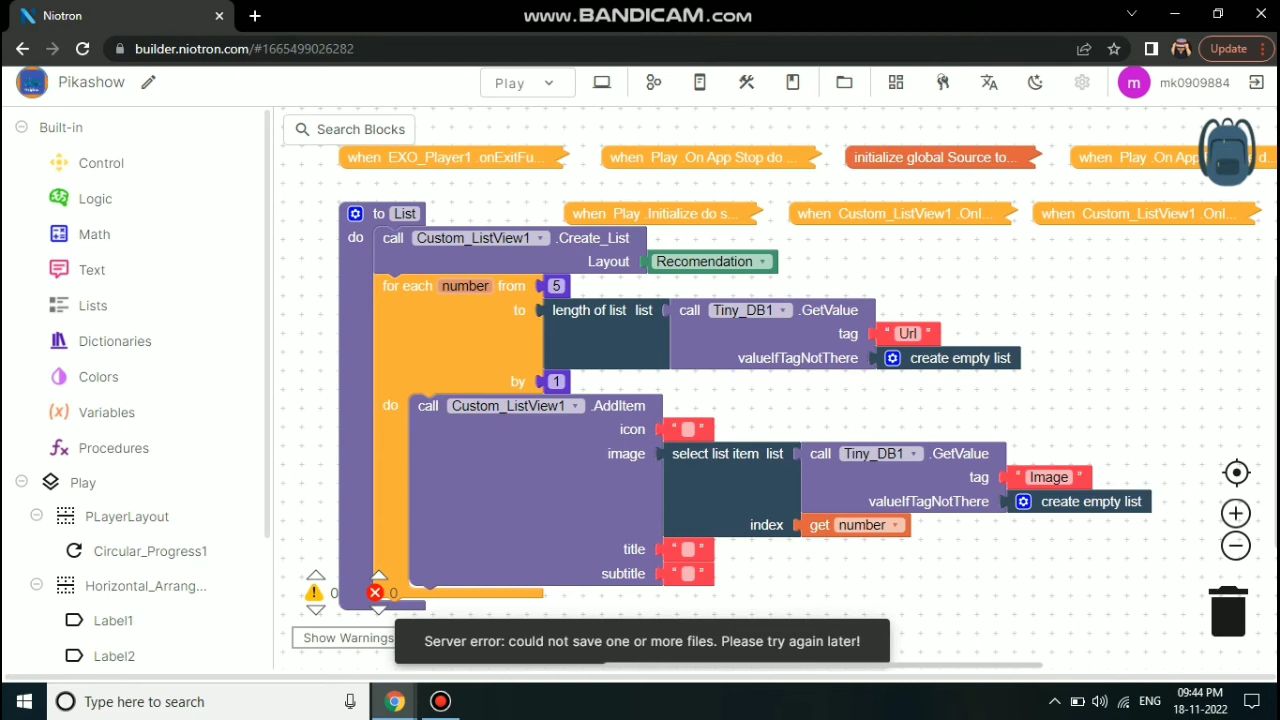 Niotron
www.BANDICAM.com
builder.niotron.com/#1665499026282
Update
Pikashow
Play
m
mk0909884
Built-in
Control
Logic
Math
Text
Lists
Dictionaries
Colors
Variables
Procedures
Play
PLayerLayout
Circular_Progress1
Horizontal_Arrang...
Label1
Label2
Search Blocks
when EXO_Player1 .onExitFu...
when Play .On App Stop do ...
initialize global Source to...
when Play .On App
d...
to List
when Play .Initialize do s...
when Custom_ListView1 .OnI...
when Custom_ListView1 .OnI...
do call Custom_ListView1 .Create_List
Layout Recomendation
for each number from 5
to length of list list call Tiny_DB1 .GetValue
tag " Url "
valueIfTagNotThere create empty list
by 1
do call Custom_ListView1 .AddItem
icon " "
image select list item list call Tiny_DB1 .GetValue
tag " Image "
valueIfTagNotThere create empty list
index get number
title " "
subtitle " "
0 0
Show Warnings
Server error: could not save one or more files. Please try again later!
Type here to search
ENG
09:44 PM
18-11-2022